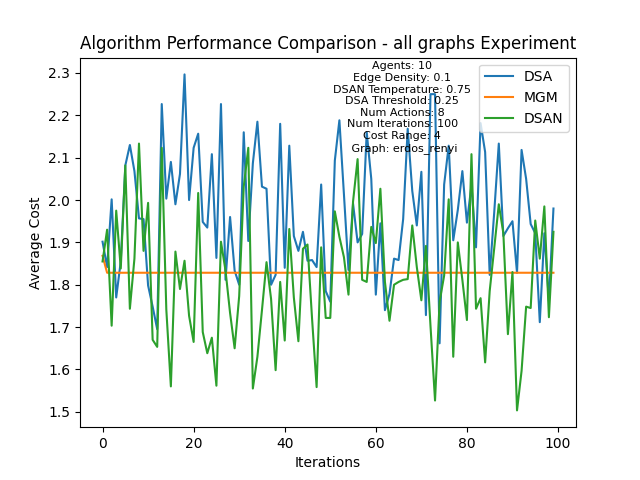 Algorithm Performance Comparison - all graphs Experiment
Agents: 10
Edge Density: 0.1
DSAN Temperature: 0.75
DSA Threshold: 0.25
Num Actions: 8
Num Iterations: 100
Cost Range: 4
Graph: erdos_renyi
DSA
MGM
DSAN
Average Cost
2.3
2.2
2.1
2.0
1.9
1.8
1.7
1.6
1.5
0
20
40
60
80
100
Iterations